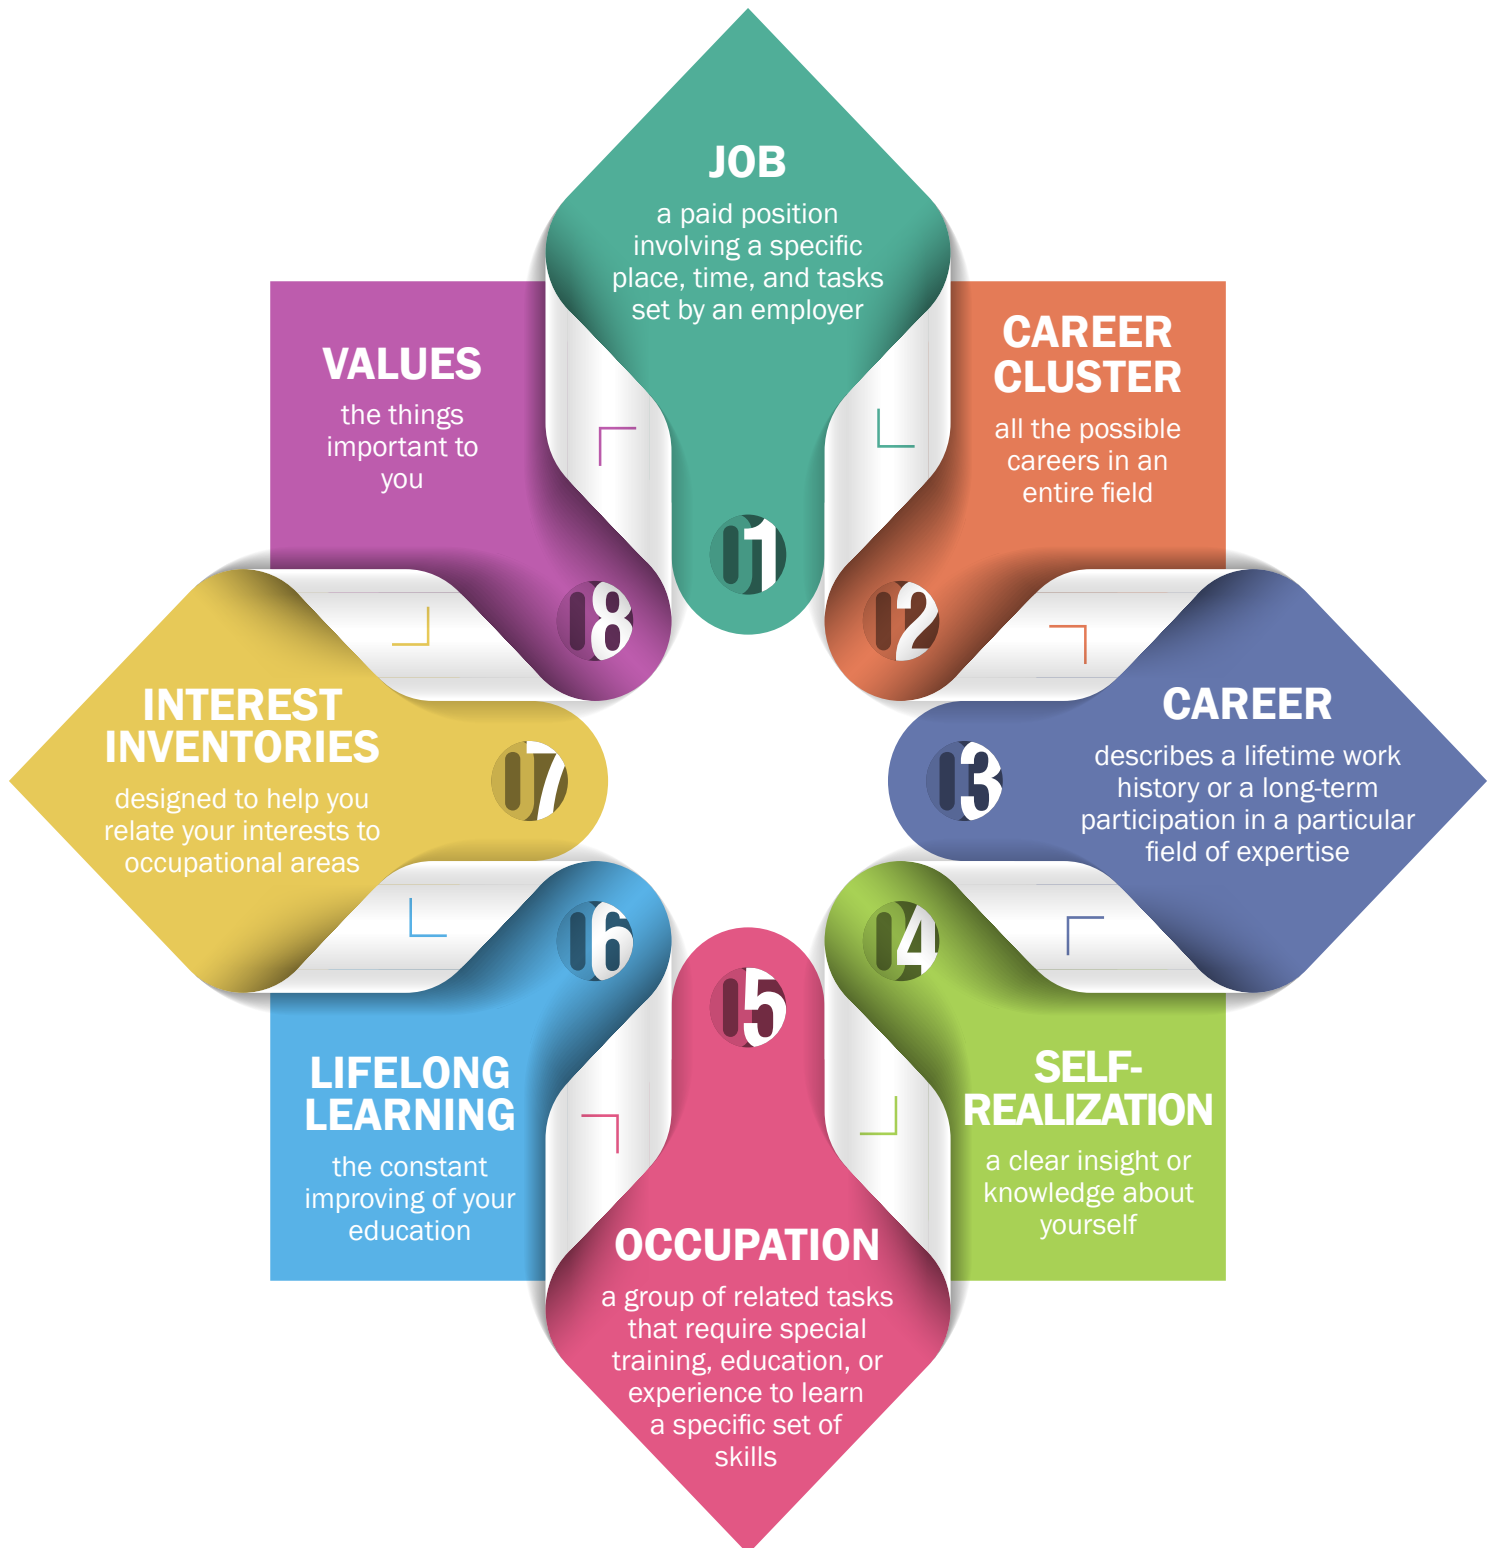 JOB
a paid position
involving a specific
place, time, and tasks
set by an employer
01
CAREER
CLUSTER
all the possible
careers in an
entire field
02
CAREER
describes a lifetime work
history or a long-term
participation in a particular
field of expertise
03
SELF-
REALIZATION
a clear insight or
knowledge about
yourself
04
OCCUPATION
a group of related tasks
that require special
training, education, or
experience to learn
a specific set of
skills
05
LIFELONG
LEARNING
the constant
improving of your
education
06
INTEREST
INVENTORIES
designed to help you
relate your interests to
occupational areas
07
VALUES
the things
important to
you
08